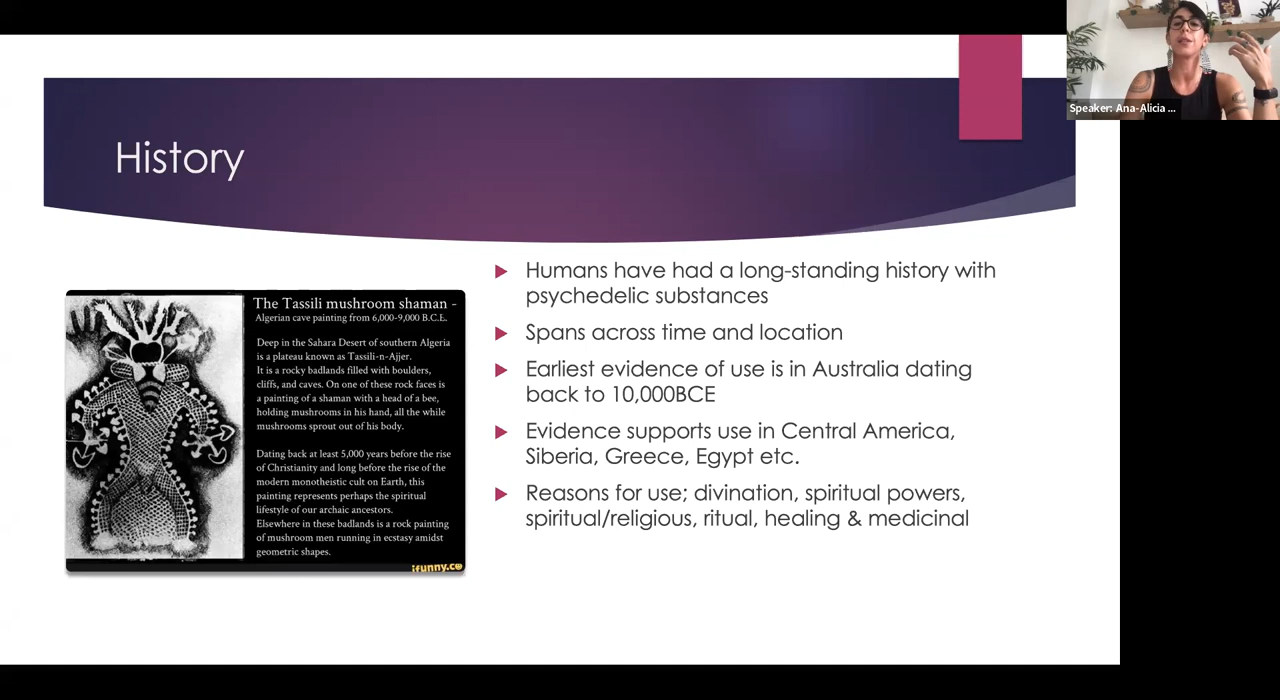 Speaker: Ana-Alicia ...
History
The Tassili mushroom shaman -
Algerian cave painting from 6,000-9,000 B.C.E.
Deep in the Sahara Desert of southern Algeria
is a plateau known as Tassili-n-Ajjer.
It is a rocky badlands filled with boulders,
cliffs, and caves. On one of these rock faces is
a painting of a shaman with a head of a bee,
holding mushrooms in his hand, all the while
mushrooms sprout out of his body.
Dating back at least 5,000 years before the rise
of Christianity and long before the rise of the
modern monotheistic cult on Earth, this
painting represents perhaps the spiritual
lifestyle of our archaic ancestors.
Elsewhere in these badlands is a rock painting
of mushroom men running in ecstasy amidst
geometric shapes.
ifunny.co
Humans have had a long-standing history with
psychedelic substances
Spans across time and location
Earliest evidence of use is in Australia dating
back to 10,000BCE
Evidence supports use in Central America,
Siberia, Greece, Egypt etc.
Reasons for use; divination, spiritual powers,
spiritual/religious, ritual, healing & medicinal